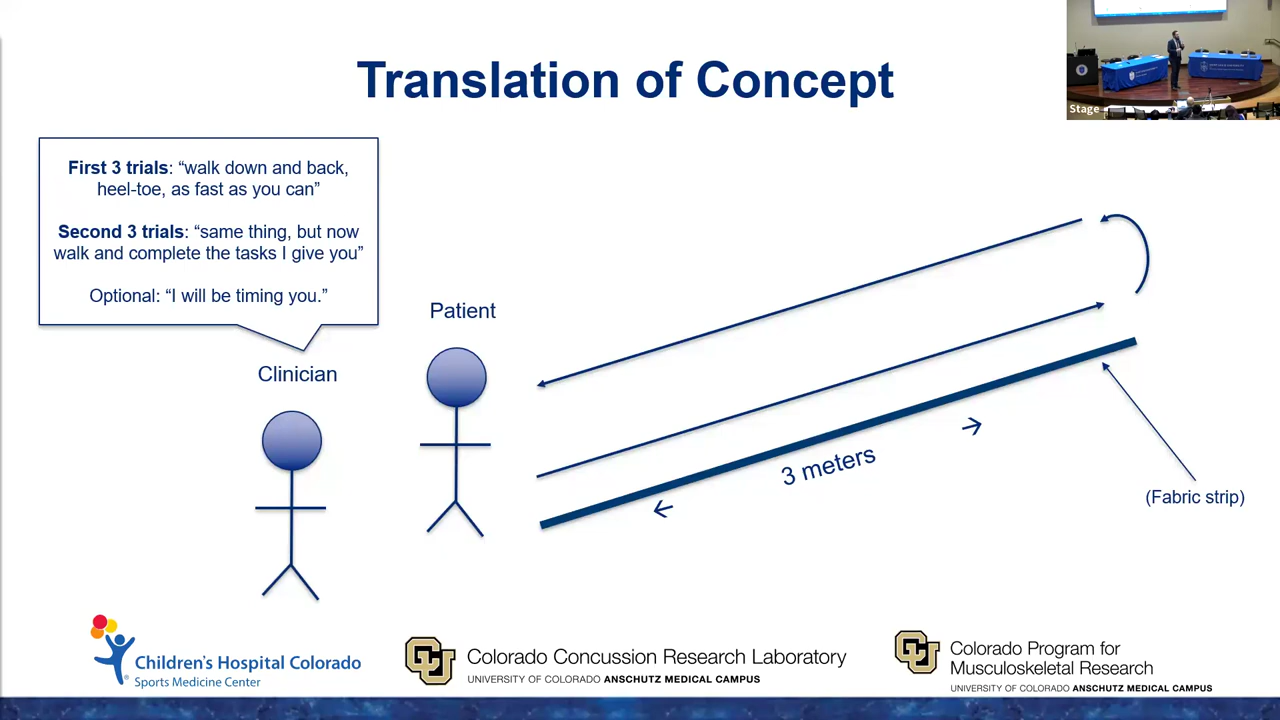 Translation of Concept
Stage
First 3 trials: “walk down and back,
heel-toe, as fast as you can”
Second 3 trials: “same thing, but now
walk and complete the tasks I give you”
Optional: “I will be timing you.”
Patient
Clinician
3 meters
(Fabric strip)
Children's Hospital Colorado
Sports Medicine Center
CU
Colorado Concussion Research Laboratory
UNIVERSITY OF COLORADO ANSCHUTZ MEDICAL CAMPUS
CU
Colorado Program for
Musculoskeletal Research
UNIVERSITY OF COLORADO ANSCHUTZ MEDICAL CAMPUS